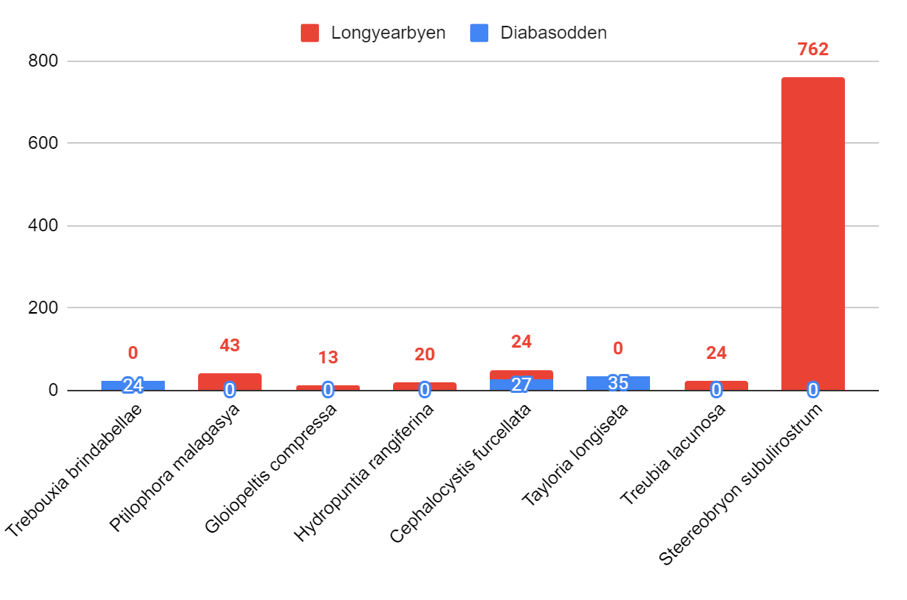 Longyearbyen Diabasodden
800
600
400
200
0
762
0 43 13 20 24 0 24
24 0 0 0 27 35 0 0
Trebouxia brindabellae
Ptilophora malagasya
Gloiopeltis compressa
Hydropuntia rangiferina
Cephalocystis furcellata
Tayloria longiseta
Treubia lacunosa
Steereobryon subulirostrum